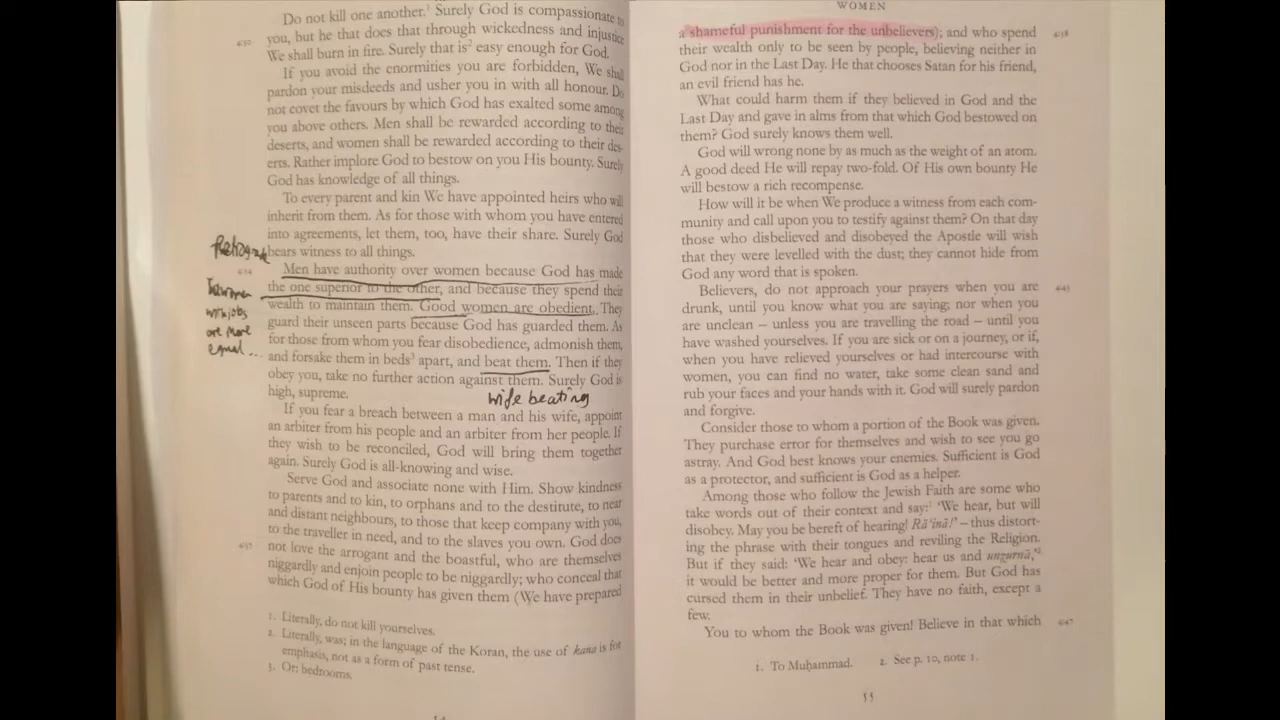 Do not kill one another.¹ Surely God is compassionate to
4:30 you, but he that does that through wickedness and injustice
We shall burn in fire. Surely that is² easy enough for God.
If you avoid the enormities you are forbidden, We shall
pardon your misdeeds and usher you in with all honour. Do
not covet the favours by which God has exalted some among
you above others. Men shall be rewarded according to their
deserts, and women shall be rewarded according to their des-
erts. Rather implore God to bestow on you His bounty. Surely
God has knowledge of all things.
To every parent and kin We have appointed heirs who will
inherit from them. As for those with whom you have entered
into agreements, let them, too, have their share. Surely God
bears witness to all things.
4:34 Men have authority over women because God has made
the one superior to the other, and because they spend their
wealth to maintain them. Good women are obedient. They
guard their unseen parts because God has guarded them. As
for those from whom you fear disobedience, admonish them,
and forsake them in beds³ apart, and beat them. Then if they
obey you, take no further action against them. Surely God is
high, supreme.
wife beating
with jobs
are more
equal ...
If you fear a breach between a man and his wife, appoint
an arbiter from his people and an arbiter from her people. If
they wish to be reconciled, God will bring them together
again. Surely God is all-knowing and wise.
Serve God and associate none with Him. Show kindness
to parents and to kin, to orphans and to the destitute, to near
and distant neighbours, to those that keep company with you,
to the traveller in need, and to the slaves you own. God does
4:37 not love the arrogant and the boastful, who are themselves
niggardly and enjoin people to be niggardly; who conceal that
which God of His bounty has given them (We have prepared
1. Literally, do not kill yourselves.
2. Literally, was; in the language of the Koran, the use of kana is for
emphasis, not as a form of past tense.
3. Or: bedrooms.
WOMEN
a shameful punishment for the unbelievers); and who spend 4:38
their wealth only to be seen by people, believing neither in
God nor in the Last Day. He that chooses Satan for his friend,
an evil friend has he.
What could harm them if they believed in God and the
Last Day and gave in alms from that which God bestowed on
them? God surely knows them well.
God will wrong none by as much as the weight of an atom.
A good deed He will repay two-fold. Of His own bounty He
will bestow a rich recompense.
How will it be when We produce a witness from each com-
munity and call upon you to testify against them? On that day
those who disbelieved and disobeyed the Apostle will wish
that they were levelled with the dust; they cannot hide from
God any word that is spoken.
Believers, do not approach your prayers when you are 4:43
drunk, until you know what you are saying; nor when you
are unclean – unless you are travelling the road – until you
have washed yourselves. If you are sick or on a journey, or if,
when you have relieved yourselves or had intercourse with
women, you can find no water, take some clean sand and
rub your faces and your hands with it. God will surely pardon
and forgive.
Consider those to whom a portion of the Book was given.
They purchase error for themselves and wish to see you go
astray. And God best knows your enemies. Sufficient is God
as a protector, and sufficient is God as a helper.
Among those who follow the Jewish Faith are some who
take words out of their context and say:¹ 'We hear, but will
disobey. May you be bereft of hearing! Rā'inā!' – thus distort-
ing the phrase with their tongues and reviling the Religion.
But if they said: 'We hear and obey: hear us and unẓurnā,'²
it would be better and more proper for them. But God has
cursed them in their unbelief. They have no faith, except a
few.
You to whom the Book was given! Believe in that which 4:47
1. To Muḥammad. 2. See p. 10, note 1.
53